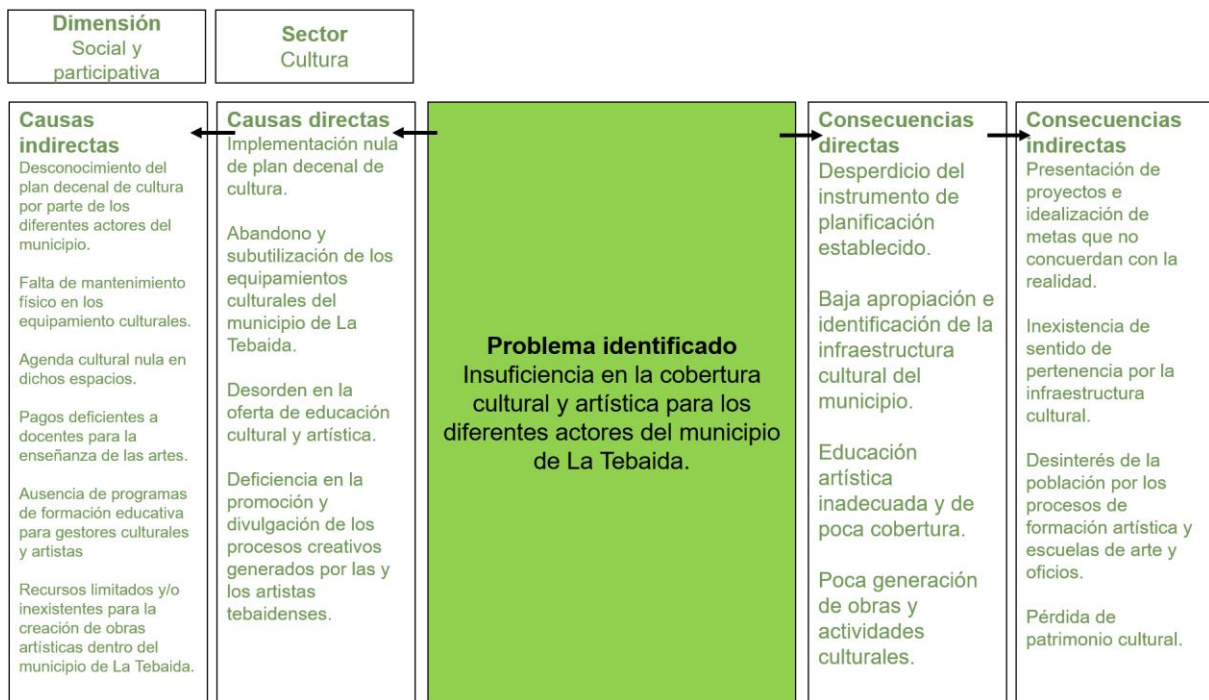 Dimensión
Social y
participativa
Sector
Cultura
Causas
indirectas
Desconocimiento del
plan decenal de cultura
por parte de los
diferentes actores del
municipio.
Falta de mantenimiento
físico en los
equipamiento culturales.
Agenda cultural nula en
dichos espacios.
Pagos deficientes a
docentes para la
enseñanza de las artes.
Ausencia de programas
de formación educativa
para gestores culturales
y artistas
Recursos limitados y/o
inexistentes para la
creación de obras
artísticas dentro del
municipio de La Tebaida.
Causas directas
Implementación nula
de plan decenal de
cultura.
Abandono y
subutilización de los
equipamientos
culturales del
municipio de La
Tebaida.
Desorden en la
oferta de educación
cultural y artística.
Deficiencia en la
promoción y
divulgación de los
procesos creativos
generados por las y
los artistas
tebaidenses.
Problema identificado
Insuficiencia en la cobertura
cultural y artística para los
diferentes actores del municipio
de La Tebaida.
Consecuencias
directas
Desperdicio del
instrumento de
planificación
establecido.
Baja apropiación e
identificación de la
infraestructura
cultural del
municipio.
Educación
artística
inadecuada y de
poca cobertura.
Poca generación
de obras y
actividades
culturales.
Consecuencias
indirectas
Presentación de
proyectos e
idealización de
metas que no
concuerdan con la
realidad.
Inexistencia de
sentido de
pertenencia por la
infraestructura
cultural.
Desinterés de la
población por los
procesos de
formación artística y
escuelas de arte y
oficios.
Pérdida de
patrimonio cultural.